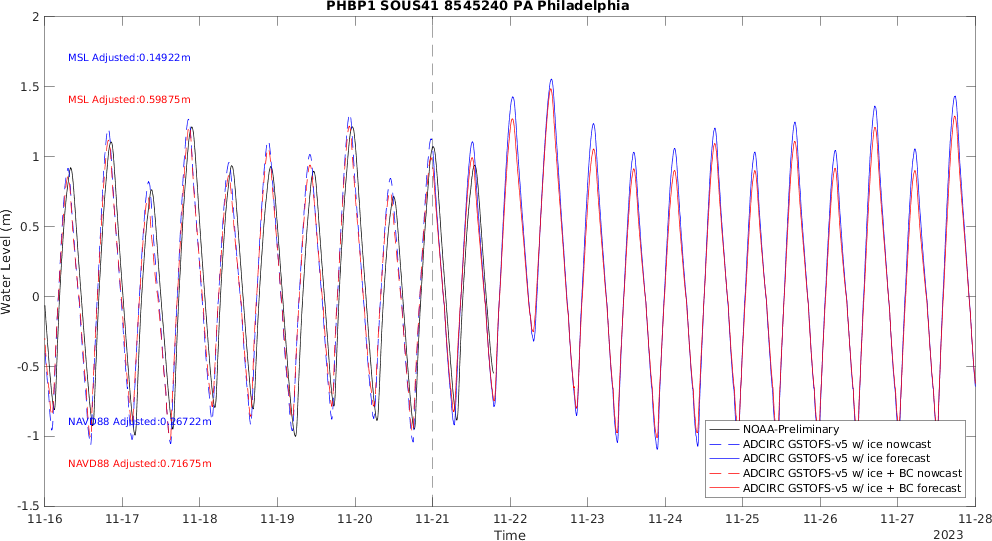 PHBP1 SOUS41 8545240 PA Philadelphia
2
1.5
1
0.5
0
-0.5
-1
-1.5
Water Level (m)
MSL Adjusted:0.14922m
MSL Adjusted:0.59875m
NAVD88 Adjusted:0.26722m
NAVD88 Adjusted:0.71675m
NOAA-Preliminary
ADCIRC GSTOFS-v5 w/ ice nowcast
ADCIRC GSTOFS-v5 w/ ice forecast
ADCIRC GSTOFS-v5 w/ ice + BC nowcast
ADCIRC GSTOFS-v5 w/ ice + BC forecast
11-16 11-17 11-18 11-19 11-20 11-21 11-22 11-23 11-24 11-25 11-26 11-27 11-28
Time
2023